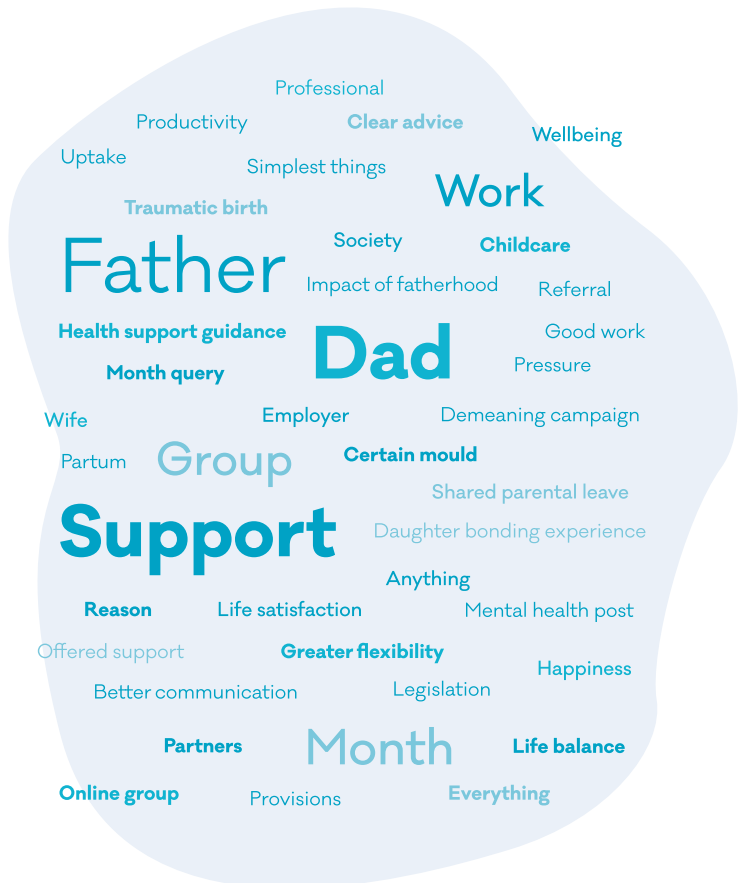 Professional
Productivity
Clear advice
Wellbeing
Uptake
Simplest things
Work
Traumatic birth
Society
Childcare
Father
Impact of fatherhood
Referral
Health support guidance
Dad
Good work
Month query
Pressure
Wife
Employer
Demeaning campaign
Partum
Group
Certain mould
Shared parental leave
Support
Daughter bonding experience
Anything
Reason
Life satisfaction
Mental health post
Offered support
Greater flexibility
Happiness
Better communication
Legislation
Partners
Month
Life balance
Online group
Provisions
Everything